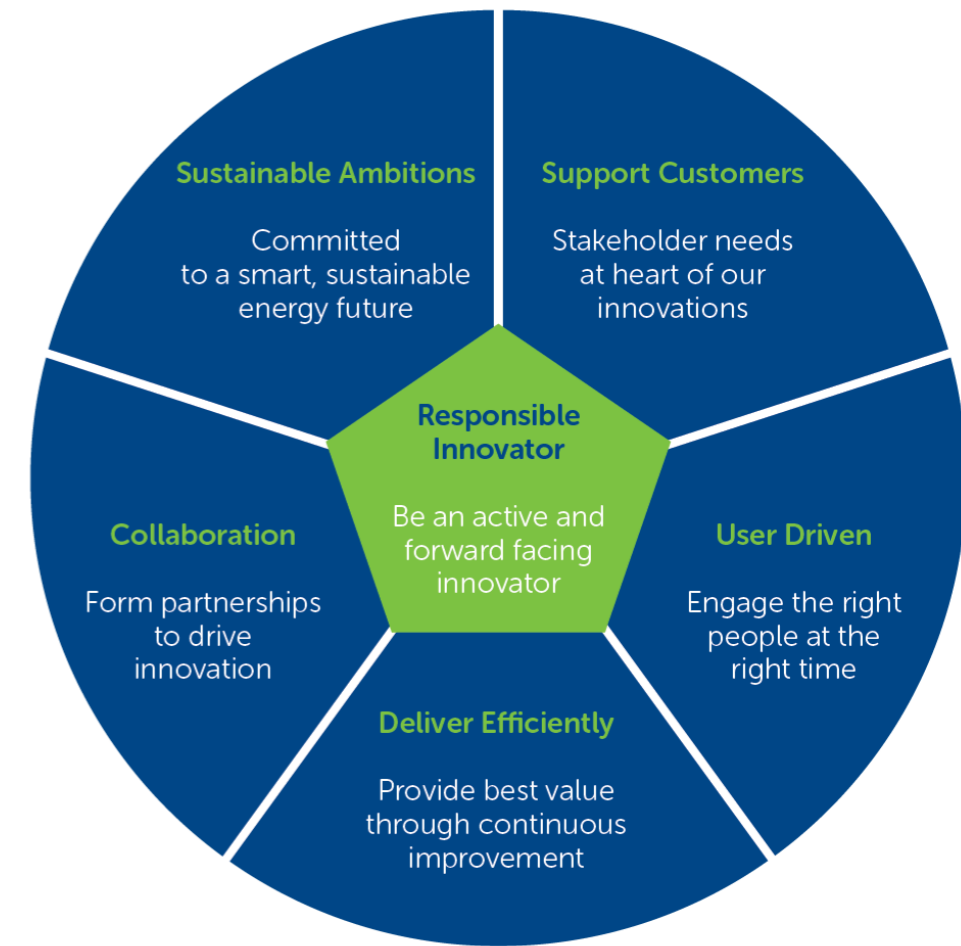 Sustainable Ambitions
Committed
to a smart, sustainable
energy future
Support Customers
Stakeholder needs
at heart of our
innovations
Responsible
Innovator
Be an active and
forward facing
innovator
Collaboration
Form partnerships
to drive
innovation
User Driven
Engage the right
people at the
right time
Deliver Efficiently
Provide best value
through continuous
improvement